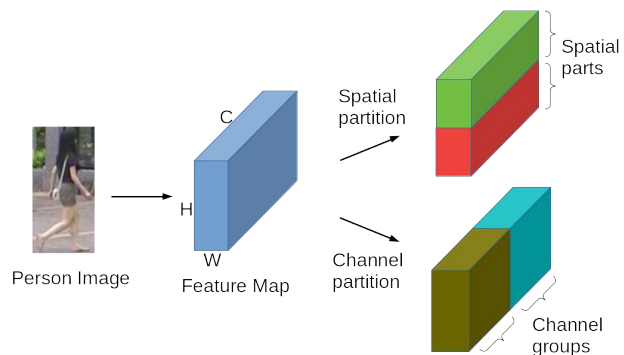 Person Image
C
H
W
Feature Map
Spatial
partition
Spatial
parts
Channel
partition
Channel
groups